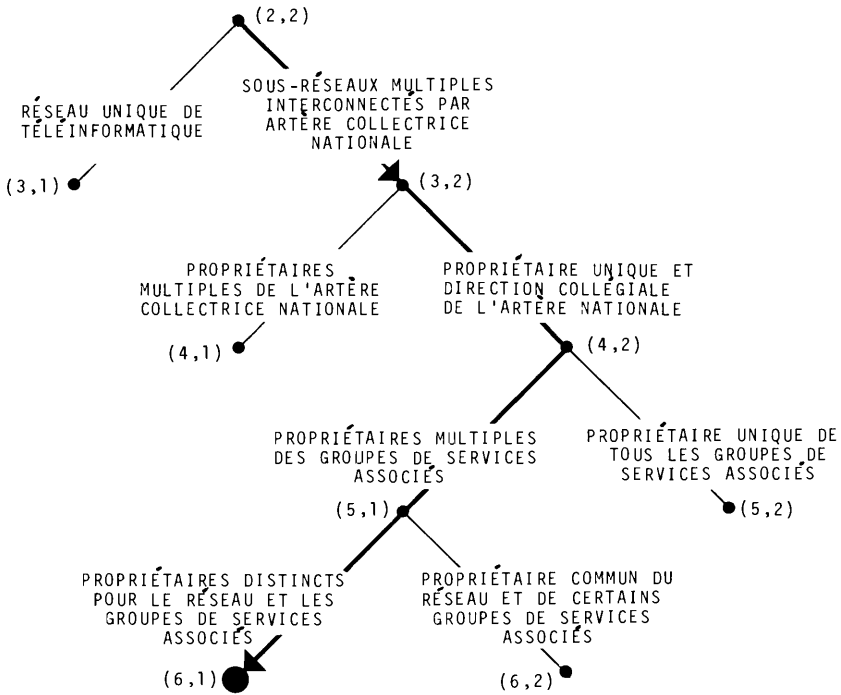 (2,2)
RÉSEAU UNIQUE DE
TÉLÉINFORMATIQUE
SOUS-RÉSEAUX MULTIPLES
INTERCONNECTÉS PAR
ARTÈRE COLLECTRICE
NATIONALE
(3,1)
(3,2)
PROPRIÉTAIRES
MULTIPLES DE L'ARTÈRE
COLLECTRICE NATIONALE
PROPRIÉTAIRE UNIQUE ET
DIRECTION COLLÉGIALE
DE L'ARTÈRE NATIONALE
(4,1)
(4,2)
PROPRIÉTAIRES MULTIPLES
DES GROUPES DE SERVICES
ASSOCIÉS
PROPRIÉTAIRE UNIQUE DE
TOUS LES GROUPES DE
SERVICES ASSOCIÉS
(5,1)
(5,2)
PROPRIÉTAIRES DISTINCTS
POUR LE RÉSEAU ET LES
GROUPES DE SERVICES
ASSOCIÉS
PROPRIÉTAIRE COMMUN DU
RÉSEAU ET DE CERTAINS
GROUPES DE SERVICES
ASSOCIÉS
(6,1)
(6,2)